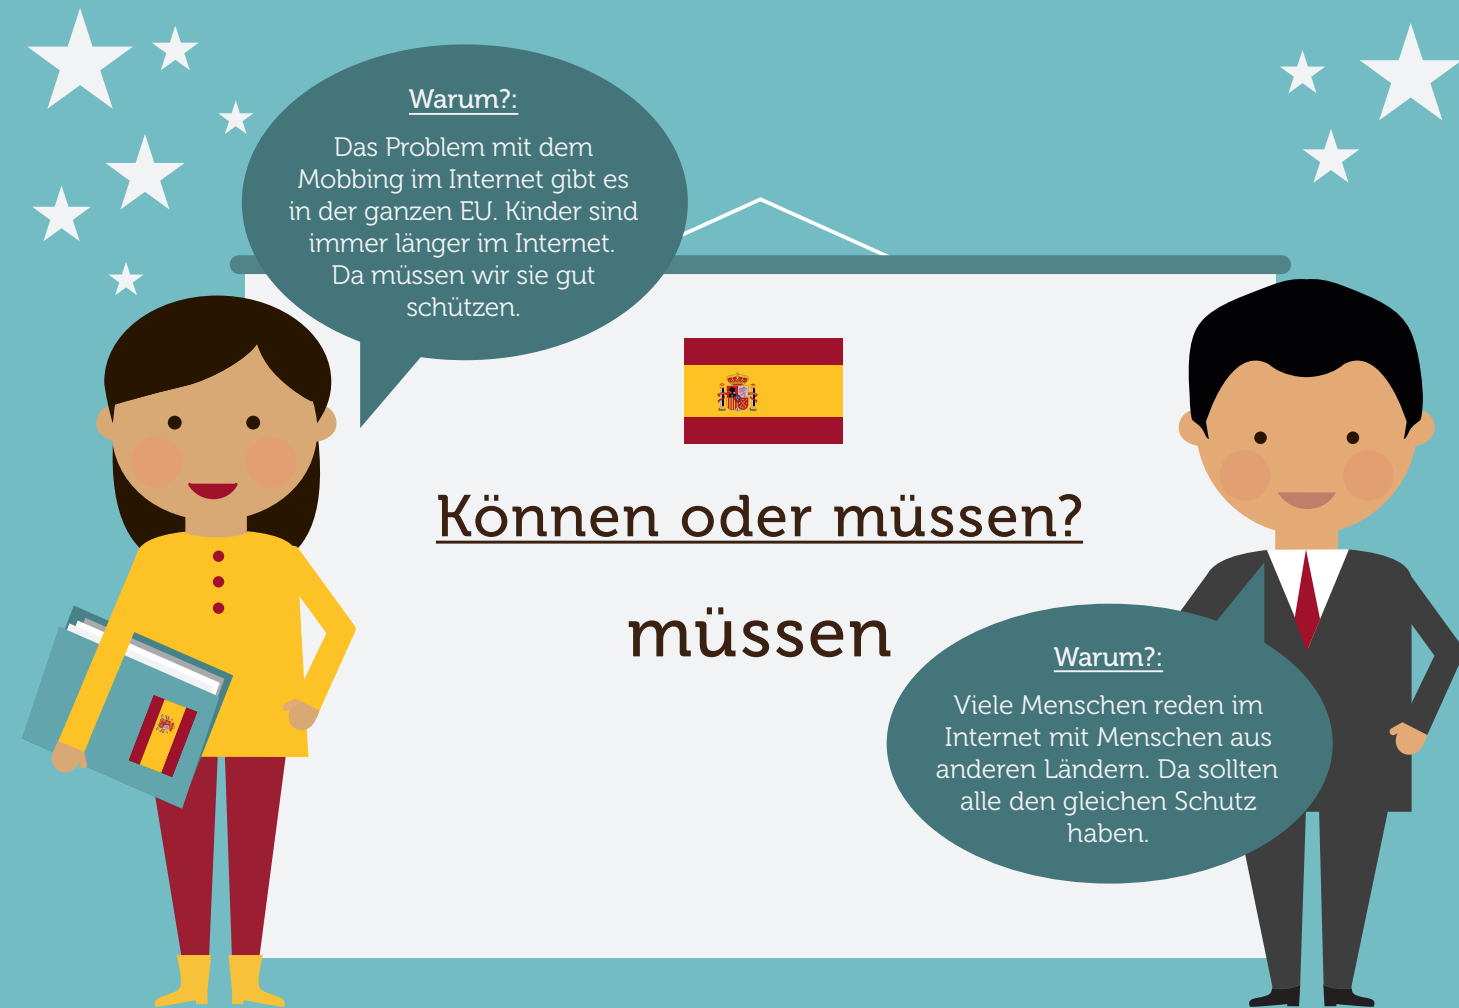 Warum?:
Das Problem mit dem
Mobbing im Internet gibt es
in der ganzen EU. Kinder sind
immer länger im Internet.
Da müssen wir sie gut
schützen.
Können oder müssen?
müssen
Warum?:
Viele Menschen reden im
Internet mit Menschen aus
anderen Ländern. Da sollten
alle den gleichen Schutz
haben.